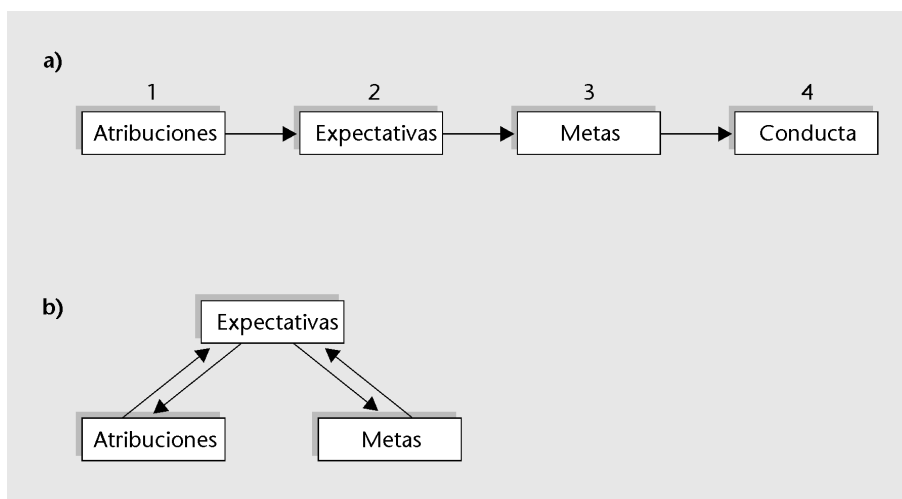 a)
1 2 3 4
Atribuciones Expectativas Metas Conducta
b)
Expectativas
Atribuciones Metas